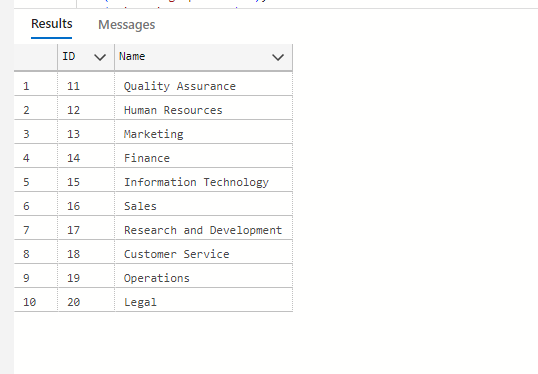 Results Messages
ID Name
1 11 Quality Assurance
2 12 Human Resources
3 13 Marketing
4 14 Finance
5 15 Information Technology
6 16 Sales
7 17 Research and Development
8 18 Customer Service
9 19 Operations
10 20 Legal